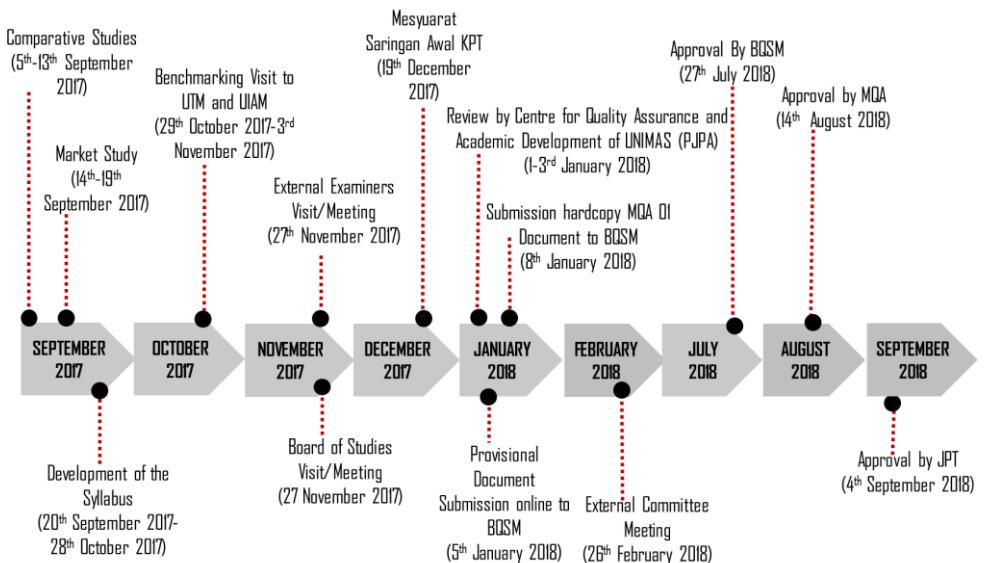 Comparative Studies
(5th-13th September
2017)
Market Study
(14th-19th
September 2017)
Benchmarking Visit to
UTM and UIAM
(29th October 2017-3rd
November 2017)
External Examiners
Visit/Meeting
(27th November 2017)
Mesyuarat
Saringan Awal KPT
(19th December
2017)
Review by Centre for Quality Assurance and
Academic Development of UNIMAS (PJPA)
(1-3rd January 2018)
Submission hardcopy MQA 01
Document to BQSM
(8th January 2018)
Approval By BQSM
(27th July 2018)
Approval by MQA
(14th August 2018)
SEPTEMBER
2017
OCTOBER
2017
NOVEMBER
2017
DECEMBER
2017
JANUARY
2018
FEBRUARY
2018
JULY
2018
AUGUST
2018
SEPTEMBER
2018
Development of the
Syllabus
(20th September 2017-
28th October 2017)
Board of Studies
Visit/Meeting
(27 November 2017)
Provisional
Document
Submission online to
BQSM
(5th January 2018)
External Committee
Meeting
(26th February 2018)
Approval by JPT
(4th September 2018)